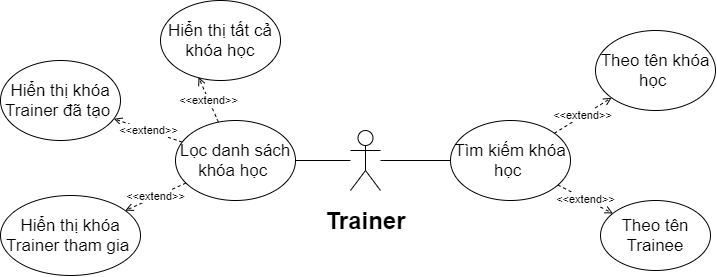 Hiển thị tất cả
khóa học
Hiển thị khóa
Trainer đã tạo
<<extend>>
<<extend>>
Lọc danh sách
khóa học
<<extend>>
Hiển thị khóa
Trainer tham gia
Trainer
Tìm kiếm khóa
học
Theo tên khóa
học
<<extend>>
<<extend>>
Theo tên
Trainee